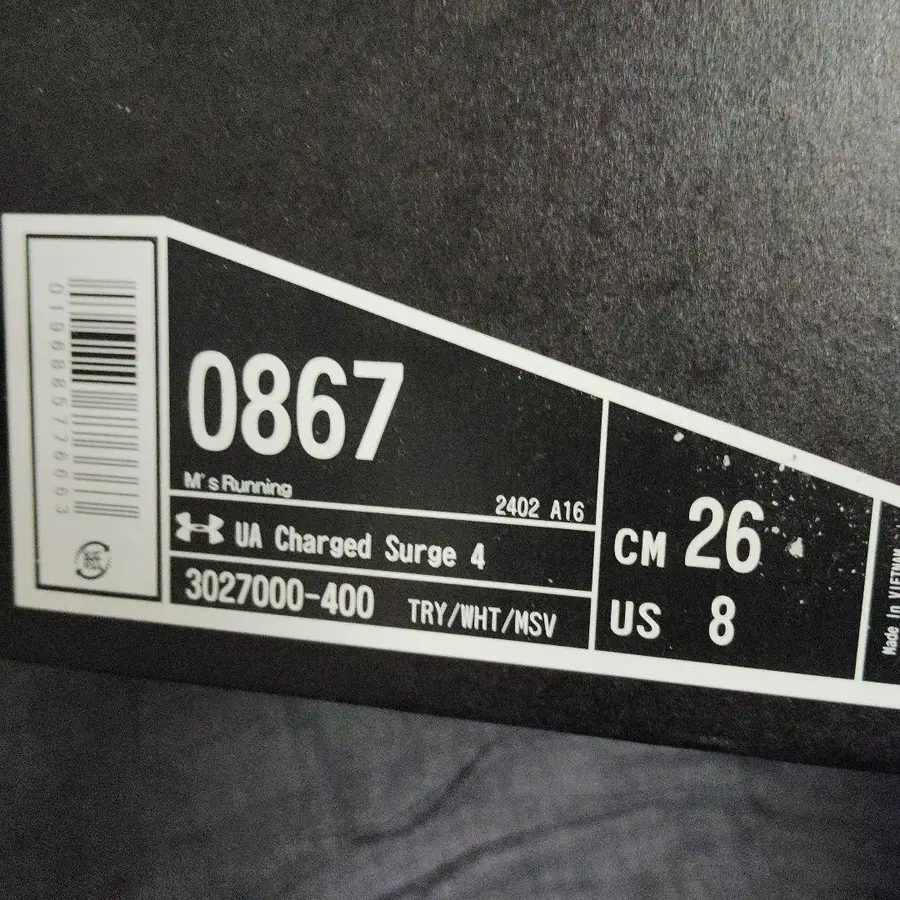 0196885776663
0867
M's Running
2402 A16
UA Charged Surge 4
3027000-400 TRY/WHT/MSV
CM 26
US 8
Made in VIETNAM